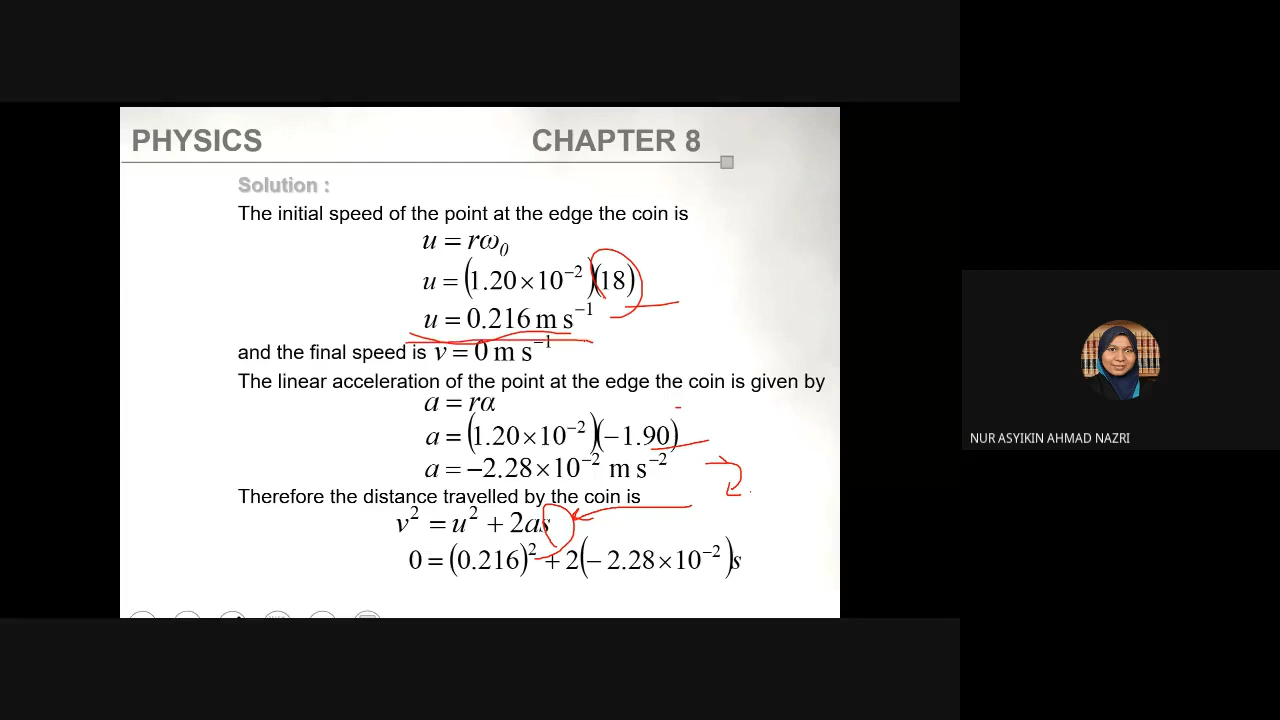 PHYSICS CHAPTER 8
Solution :
The initial speed of the point at the edge the coin is
u = rω₀
u = (1.20×10⁻²)(18)
u = 0.216 m s⁻¹
and the final speed is v = 0 m s⁻¹
The linear acceleration of the point at the edge the coin is given by
a = rα
a = (1.20×10⁻²)(−1.90)
a = −2.28×10⁻² m s⁻²
Therefore the distance travelled by the coin is
v² = u² + 2as
0 = (0.216)² + 2(− 2.28×10⁻²)s
NUR ASYIKIN AHMAD NAZRI